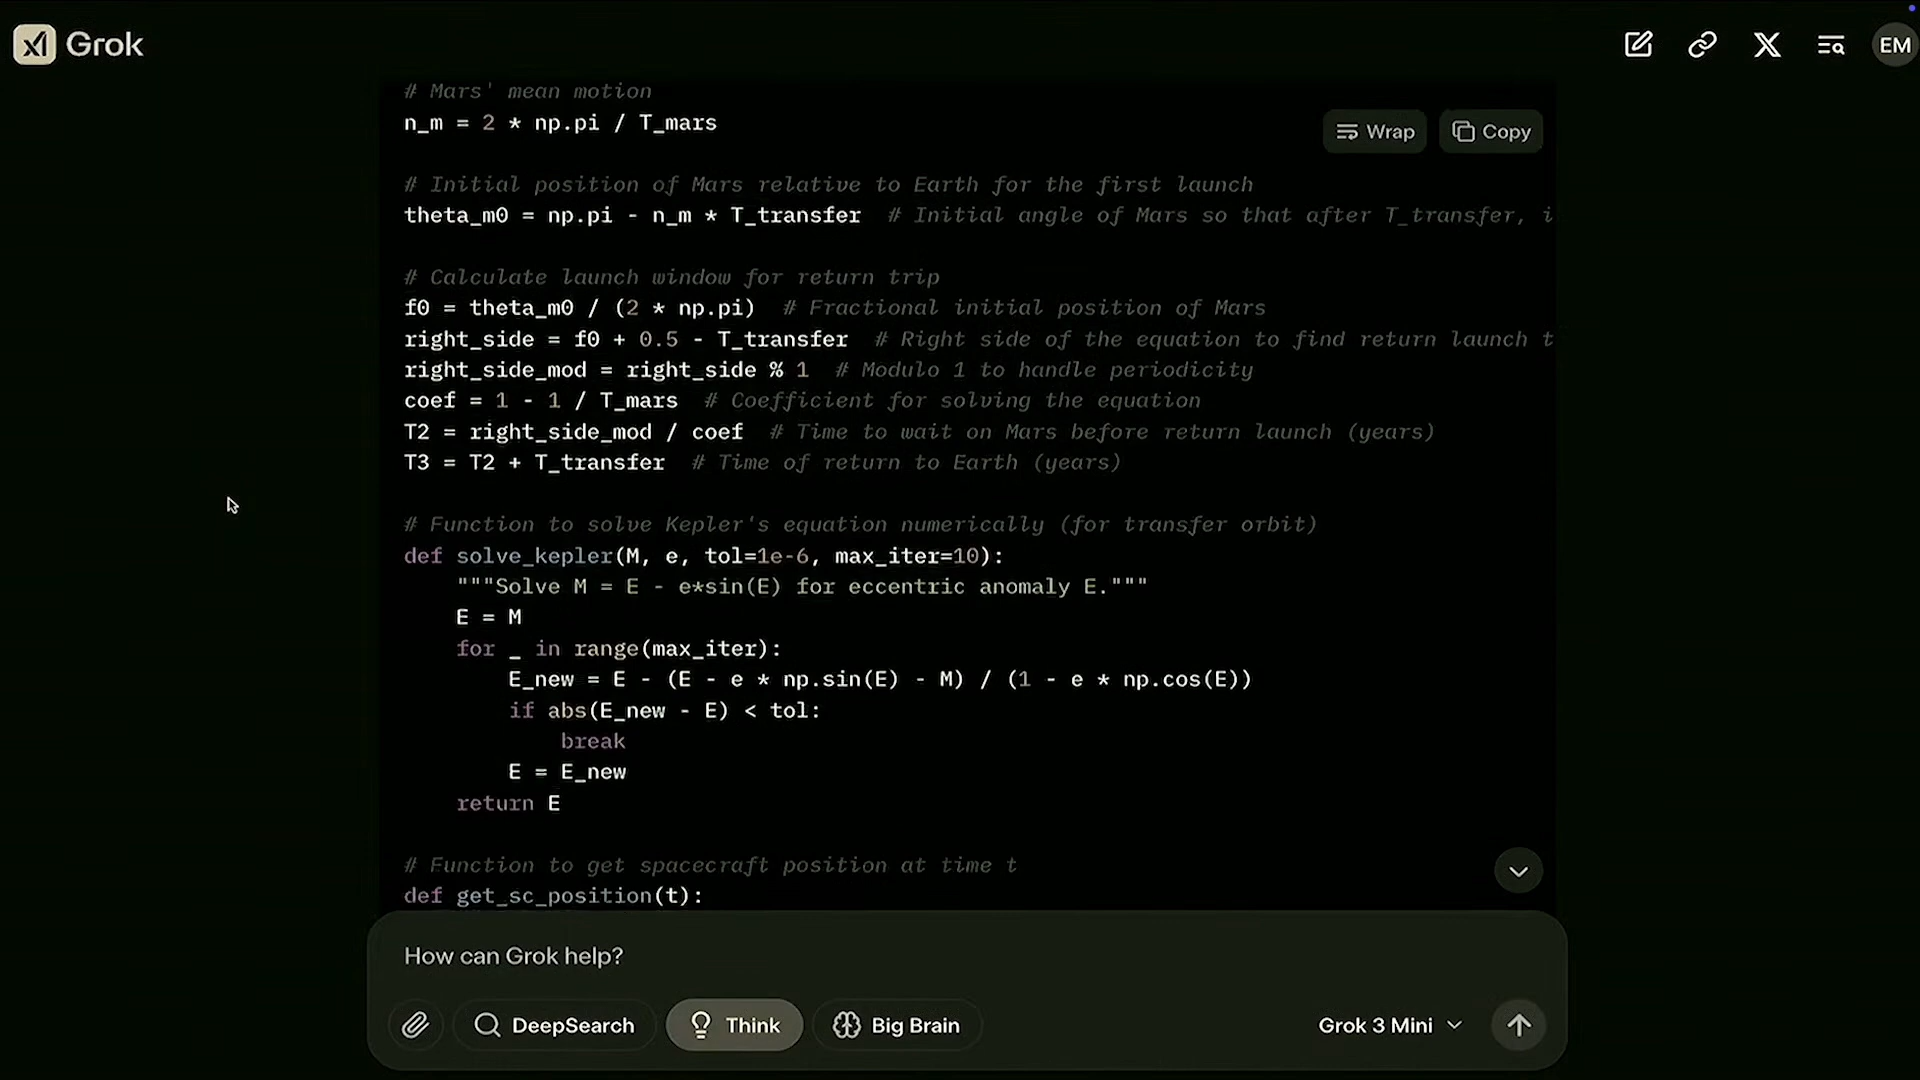 Grok
EM
# Mars' mean motion
n_m = 2 * np.pi / T_mars
Wrap
Copy
# Initial position of Mars relative to Earth for the first launch
theta_m0 = np.pi - n_m * T_transfer  # Initial angle of Mars so that after T_transfer, i
# Calculate launch window for return trip
f0 = theta_m0 / (2 * np.pi)  # Fractional initial position of Mars
right_side = f0 + 0.5 - T_transfer  # Right side of the equation to find return launch t
right_side_mod = right_side % 1  # Modulo 1 to handle periodicity
coef = 1 - 1 / T_mars  # Coefficient for solving the equation
T2 = right_side_mod / coef  # Time to wait on Mars before return launch (years)
T3 = T2 + T_transfer  # Time of return to Earth (years)
# Function to solve Kepler's equation numerically (for transfer orbit)
def solve_kepler(M, e, tol=1e-6, max_iter=10):
    """Solve M = E - e*sin(E) for eccentric anomaly E."""
    E = M
    for _ in range(max_iter):
        E_new = E - (E - e * np.sin(E) - M) / (1 - e * np.cos(E))
        if abs(E_new - E) < tol:
            break
        E = E_new
    return E
# Function to get spacecraft position at time t
def get_sc_position(t):
How can Grok help?
DeepSearch
Think
Big Brain
Grok 3 Mini